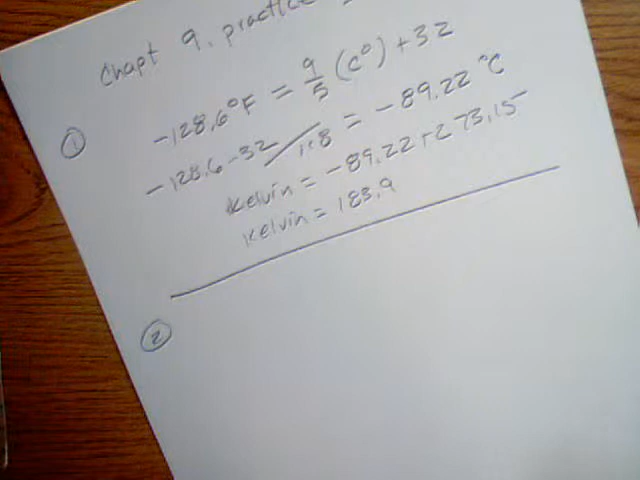 Chapt 9. practice
① -128.6°F = 9/5 (C°) + 32
-128.6 - 32 / 1.8 = -89.22 °C
Kelvin = -89.22 + 273.15
Kelvin = 183.9
②